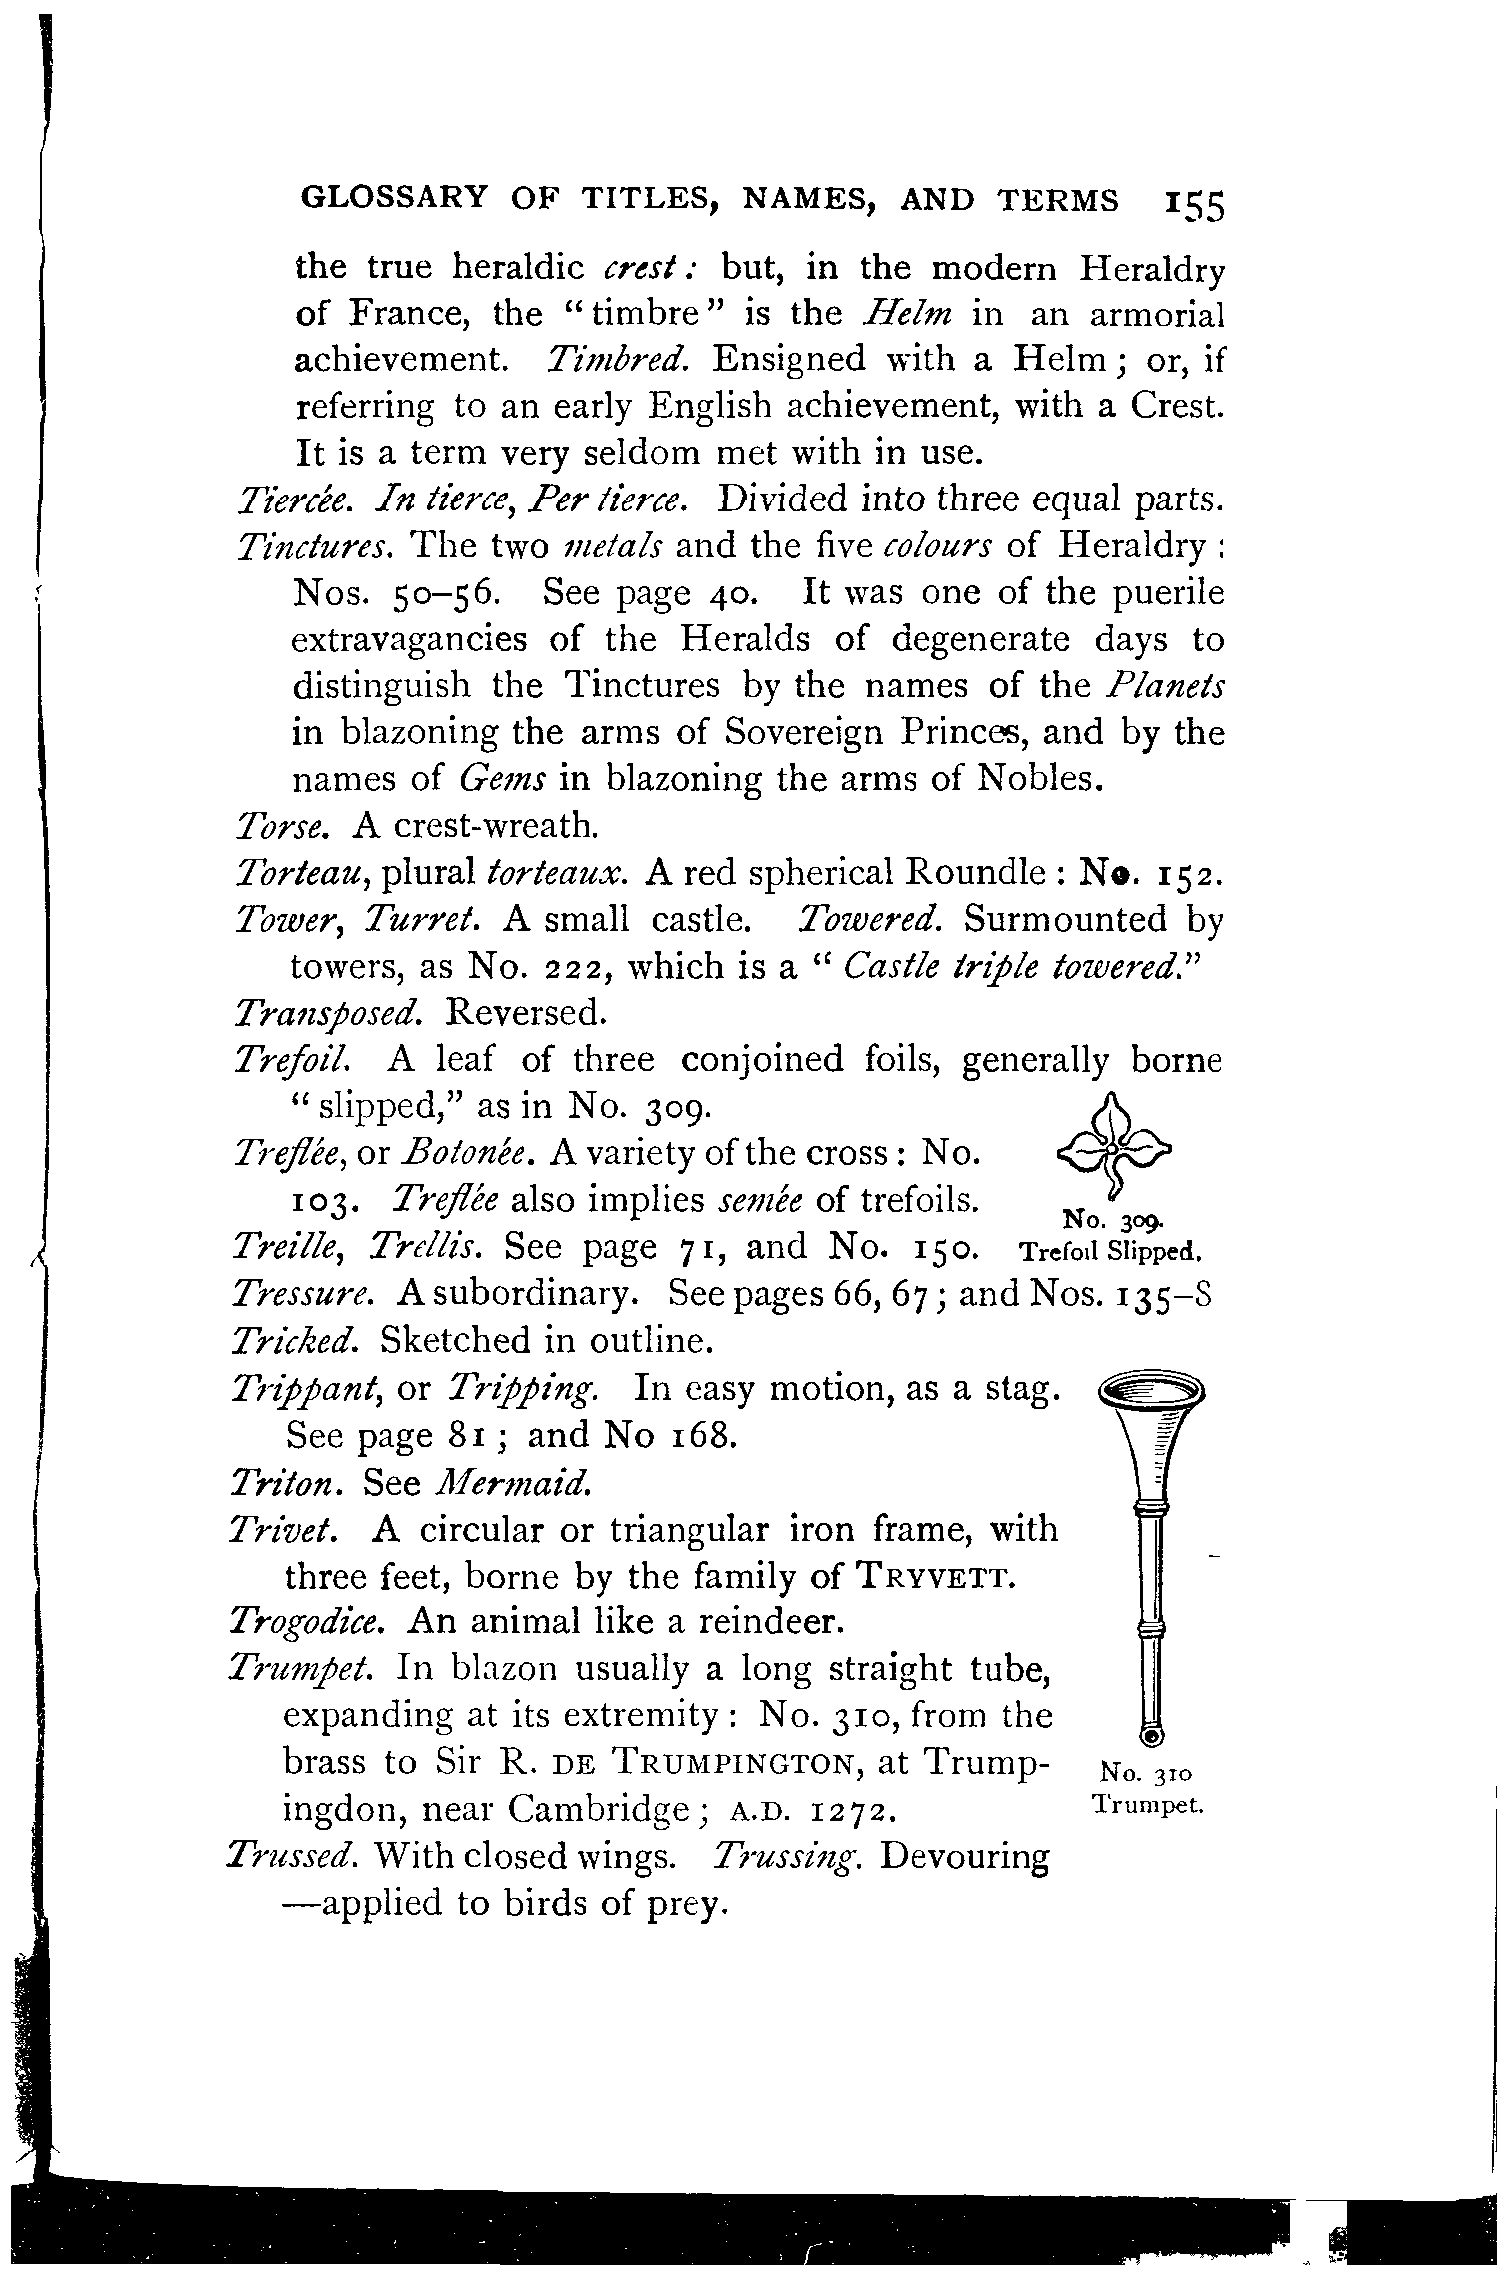 GLOSSARY OF TITLES, NAMES, AND TERMS 155
the true heraldic crest : but, in the modern Heraldry
of France, the “ timbre ” is the Helm in an armorial
achievement. Timbred. Ensigned with a Helm ; or, if
referring to an early English achievement, with a Crest.
It is a term very seldom met with in use.
Tiercée. In tierce, Per tierce. Divided into three equal parts.
Tinctures. The two metals and the five colours of Heraldry :
Nos. 50–56. See page 40. It was one of the puerile
extravagancies of the Heralds of degenerate days to
distinguish the Tinctures by the names of the Planets
in blazoning the arms of Sovereign Princes, and by the
names of Gems in blazoning the arms of Nobles.
Torse. A crest-wreath.
Torteau, plural torteaux. A red spherical Roundle : No. 152.
Tower, Turret. A small castle. Towered. Surmounted by
towers, as No. 222, which is a “ Castle triple towered.”
Transposed. Reversed.
Trefoil. A leaf of three conjoined foils, generally borne
“ slipped,” as in No. 309.
Treflée, or Botonée. A variety of the cross : No.
103. Treflée also implies semée of trefoils.
No. 309.
Trefoil Slipped.
Treille, Trellis. See page 71, and No. 150.
Tressure. A subordinary. See pages 66, 67 ; and Nos. 135–8
Tricked. Sketched in outline.
Trippant, or Tripping. In easy motion, as a stag.
See page 81 ; and No 168.
Triton. See Mermaid.
Trivet. A circular or triangular iron frame, with
three feet, borne by the family of TRYVETT.
Trogodice. An animal like a reindeer.
Trumpet. In blazon usually a long straight tube,
expanding at its extremity : No. 310, from the
brass to Sir R. DE TRUMPINGTON, at Trump-
ingdon, near Cambridge ; A.D. 1272.
No. 310
Trumpet.
Trussed. With closed wings. Trussing. Devouring
—applied to birds of prey.